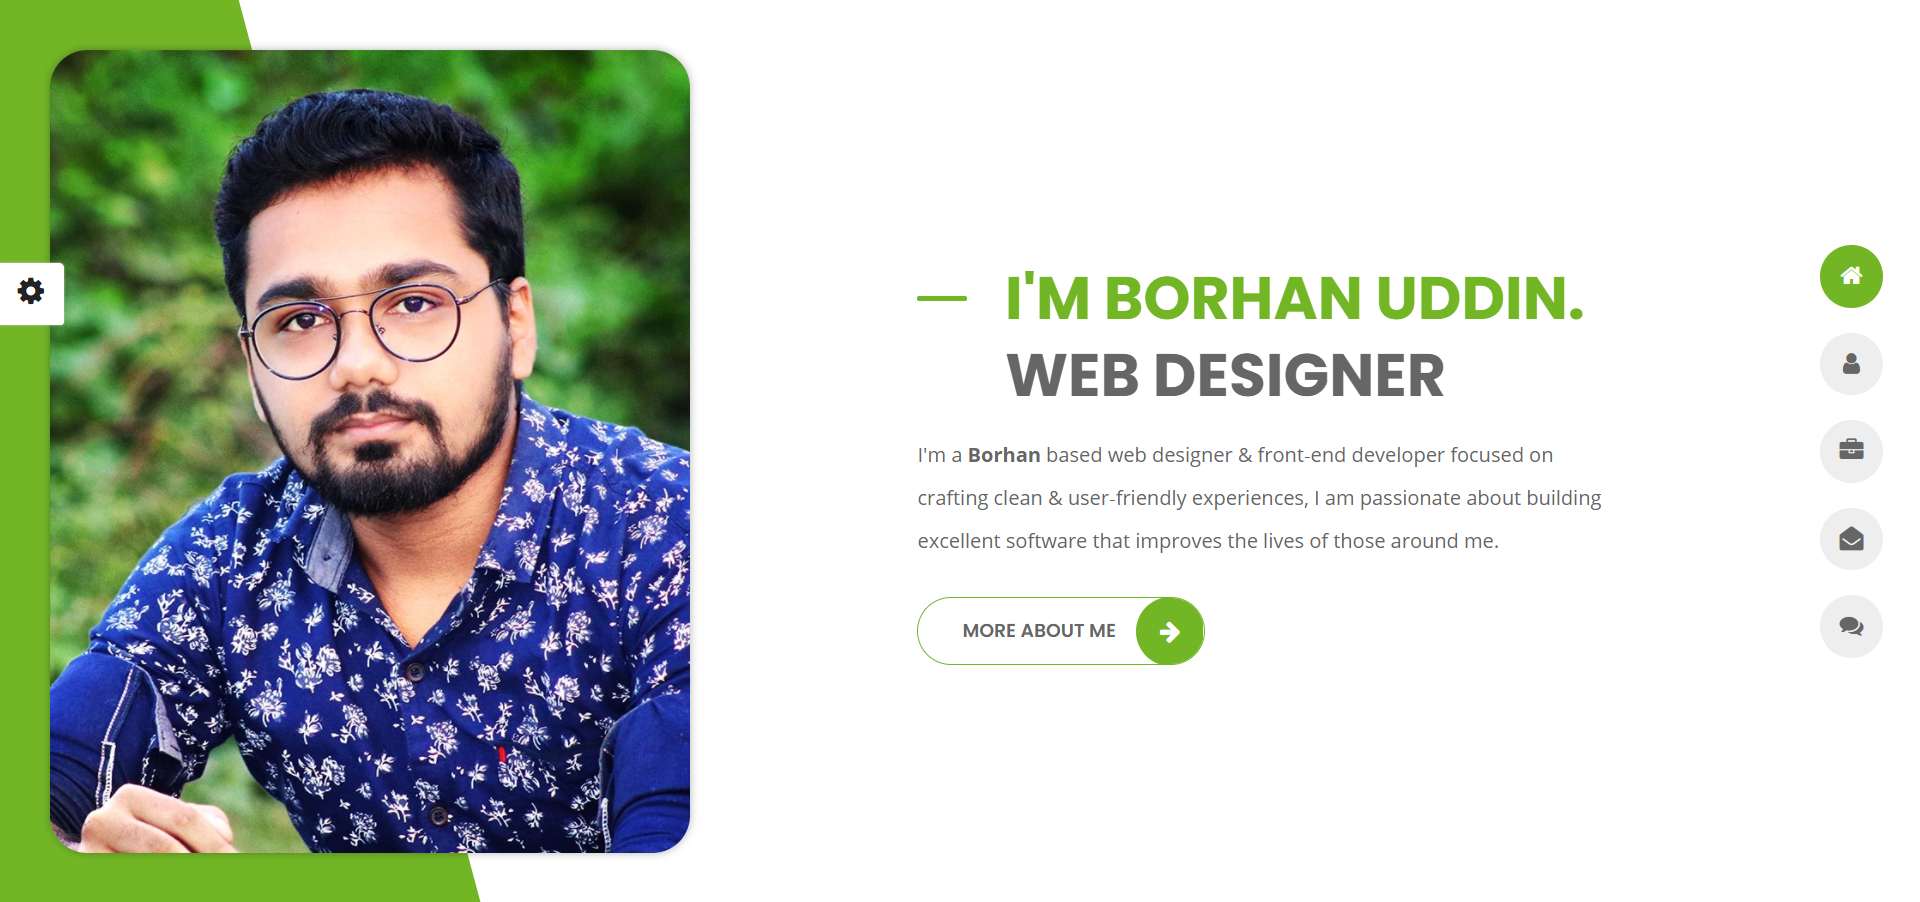 I'M BORHAN UDDIN.
WEB DESIGNER
I'm a Borhan based web designer & front-end developer focused on
crafting clean & user-friendly experiences, I am passionate about building
excellent software that improves the lives of those around me.
MORE ABOUT ME